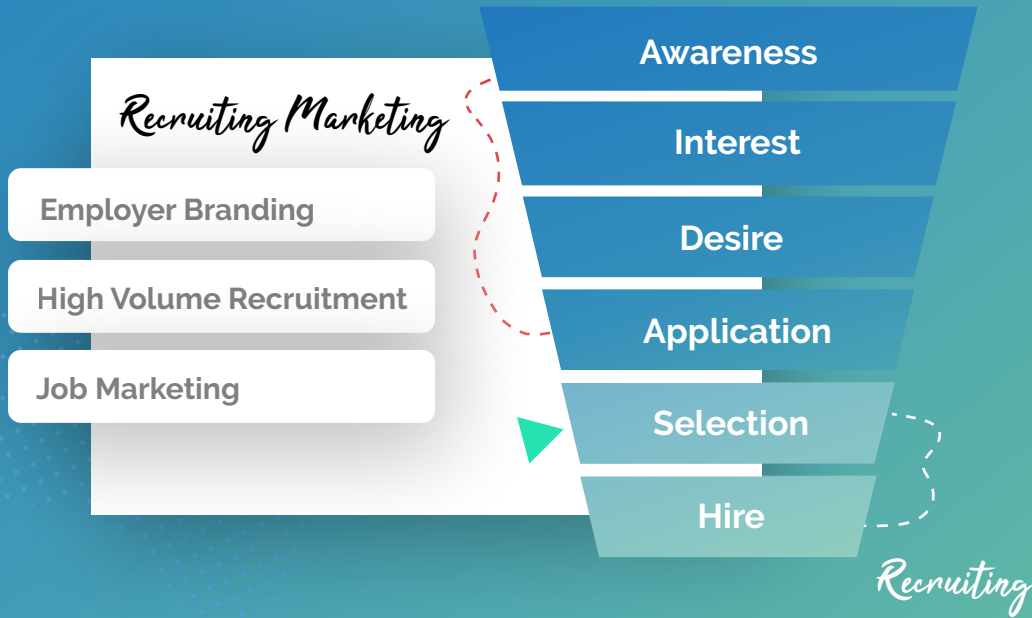 Recruiting Marketing
Employer Branding
High Volume Recruitment
Job Marketing
Awareness
Interest
Desire
Application
Selection
Hire
Recruiting